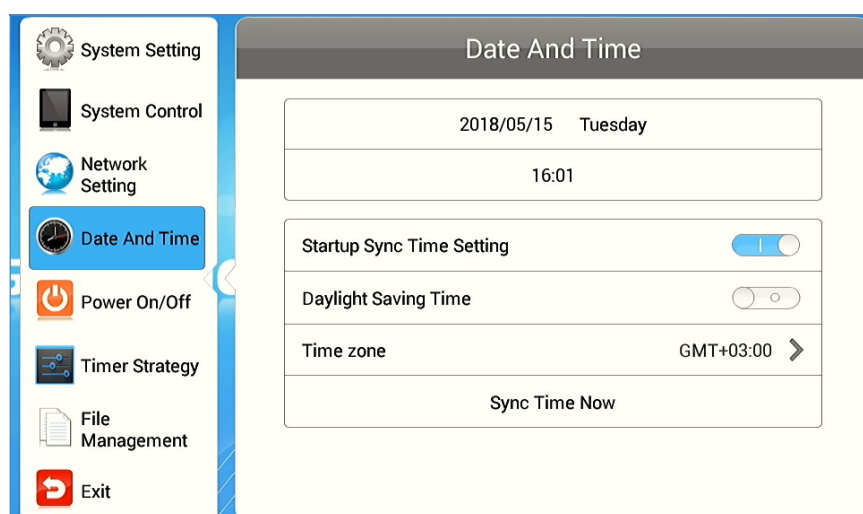 System Setting
System Control
Network
Setting
Date And Time
Power On/Off
Timer Strategy
File
Management
Exit
Date And Time
2018/05/15 Tuesday
16:01
Startup Sync Time Setting
Daylight Saving Time
Time zone GMT+03:00
Sync Time Now